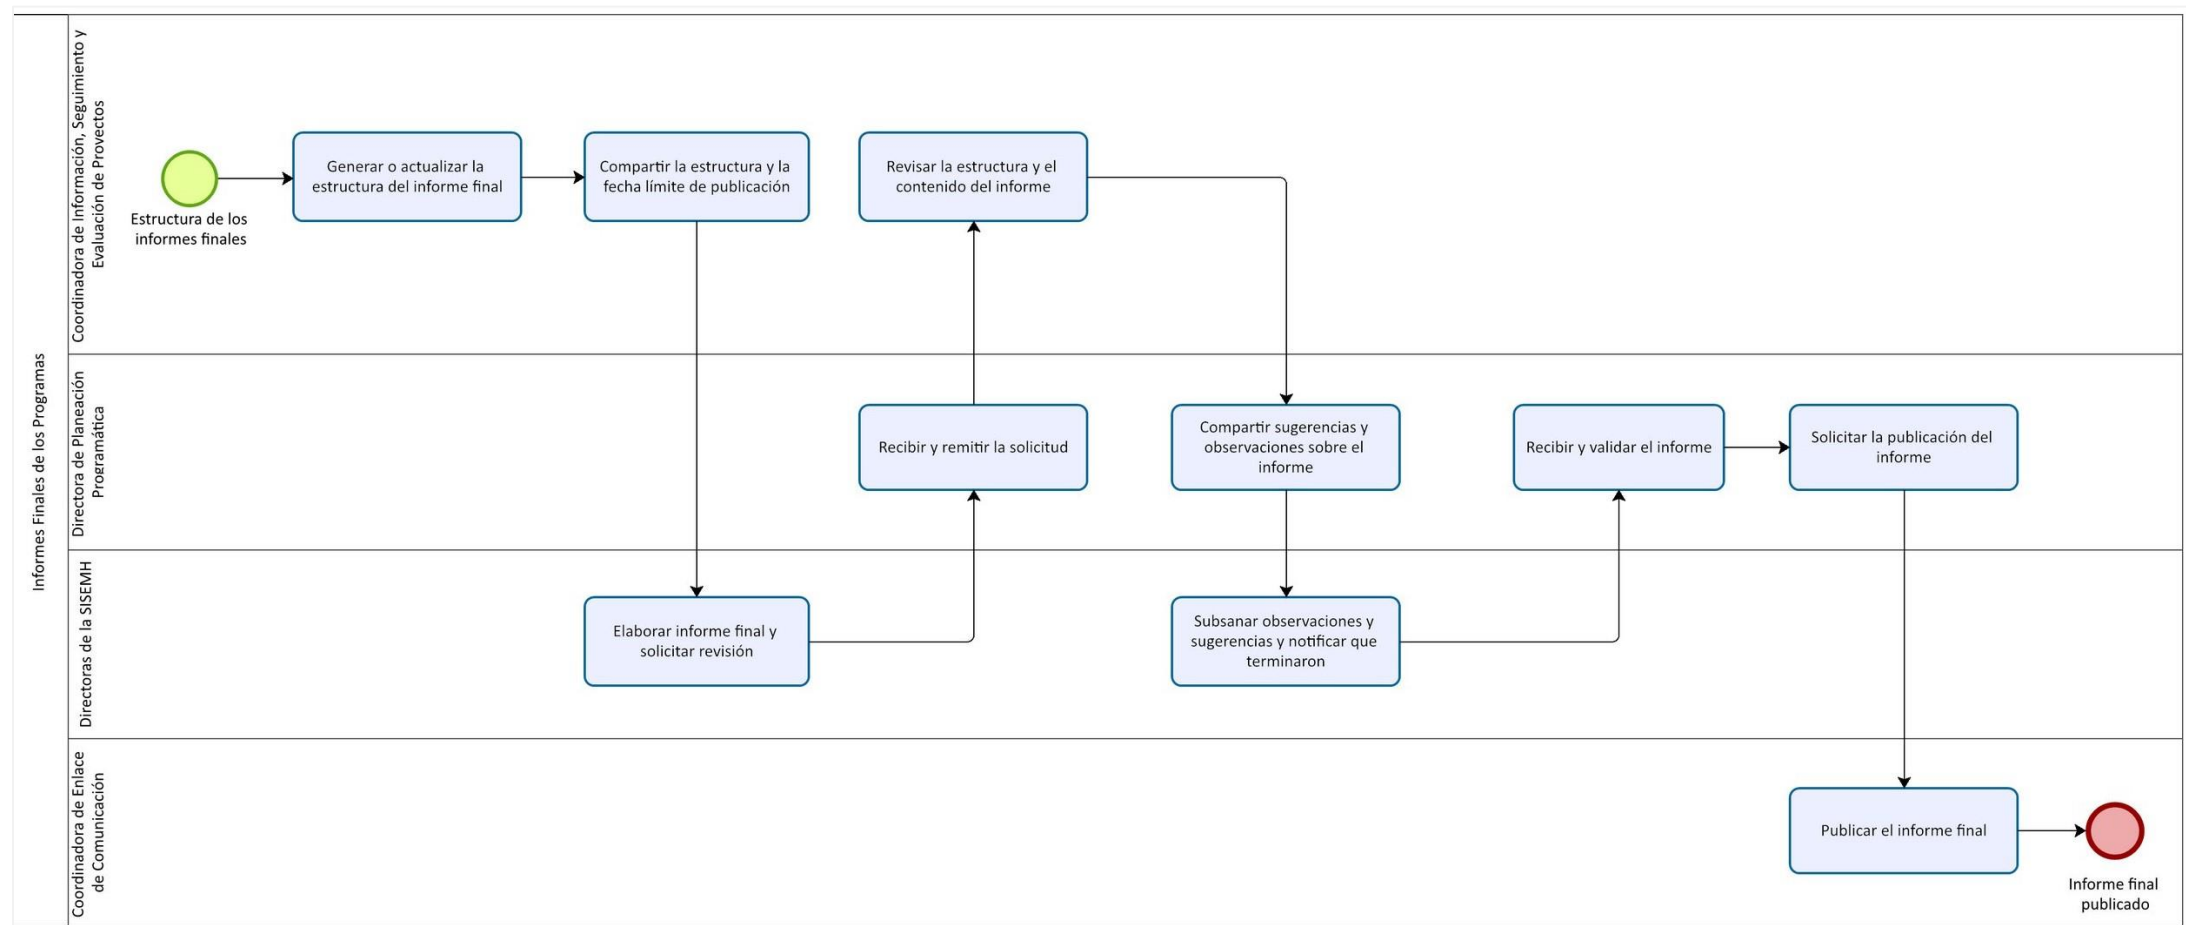 Informes Finales de los Programas
Coordinadora de Información, Seguimiento y
Evaluación de Proyectos
Estructura de los
informes finales
Generar o actualizar la
estructura del informe final
Compartir la estructura y la
fecha límite de publicación
Revisar la estructura y el
contenido del informe
Directora de Planeación
Programática
Recibir y remitir la solicitud
Compartir sugerencias y
observaciones sobre el
informe
Recibir y validar el informe
Solicitar la publicación del
informe
Directoras de la SISEMH
Elaborar informe final y
solicitar revisión
Subsanar observaciones y
sugerencias y notificar que
terminaron
Coordinadora de Enlace
de Comunicación
Publicar el informe final
Informe final
publicado